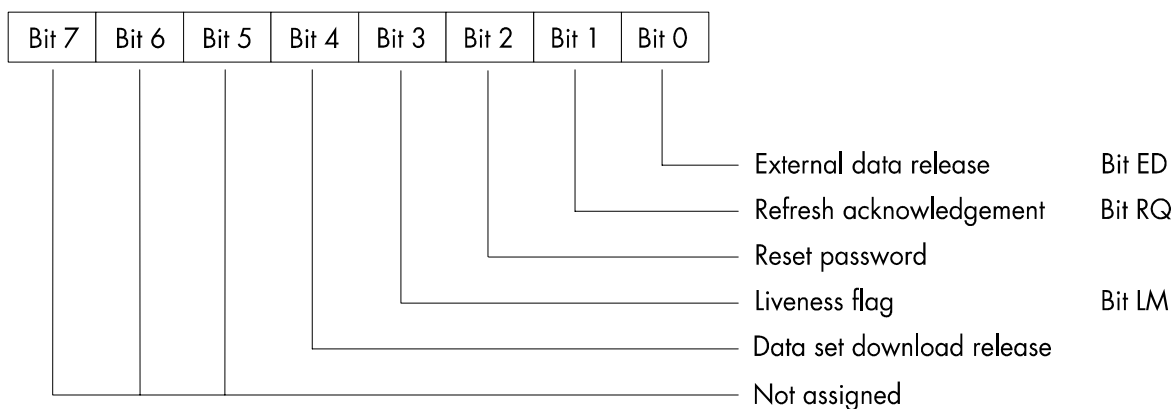 Bit 7 Bit 6 Bit 5 Bit 4 Bit 3 Bit 2 Bit 1 Bit 0
External data release Bit ED
Refresh acknowledgement Bit RQ
Reset password
Liveness flag Bit LM
Data set download release
Not assigned